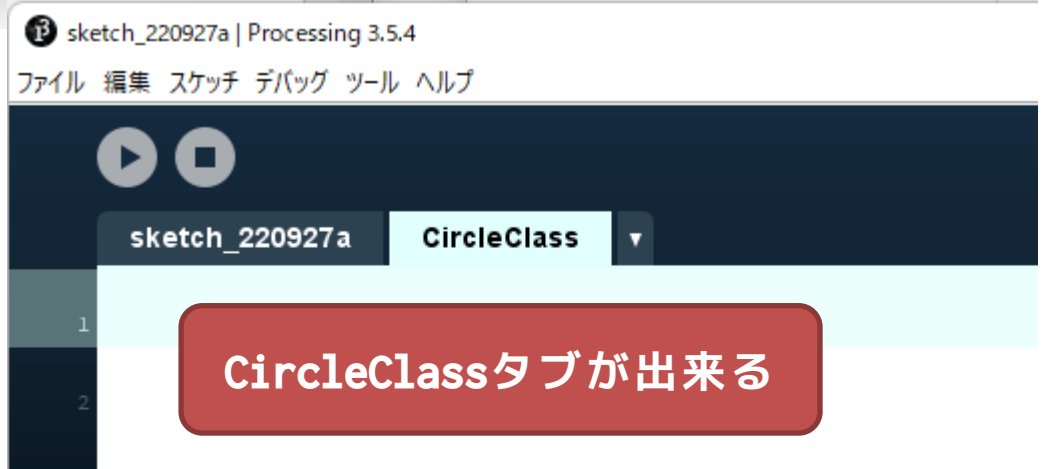 sketch_220927a | Processing 3.5.4
ファイル 編集 スケッチ デバッグ ツール ヘルプ
sketch_220927a CircleClass ▼
1
CircleClassタブが出来る
2